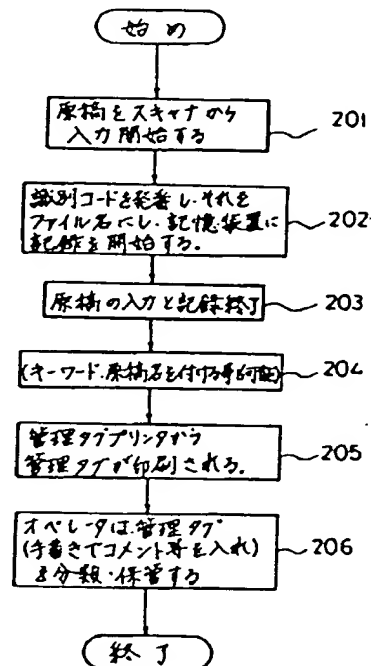 始め
原稿をスキャナから
入力開始する
201
識別コードを発番し、それを
ファイル名にし、記憶装置に
記録を開始する。
202
原稿の入力と記録終了
203
(キーワード、原稿名を付ける事可能)
204
管理タブプリンタから
管理タブが印刷される。
205
オペレータは、管理タブ
(手書きでコメント等を入れ)
を分類・保管する
206
終了